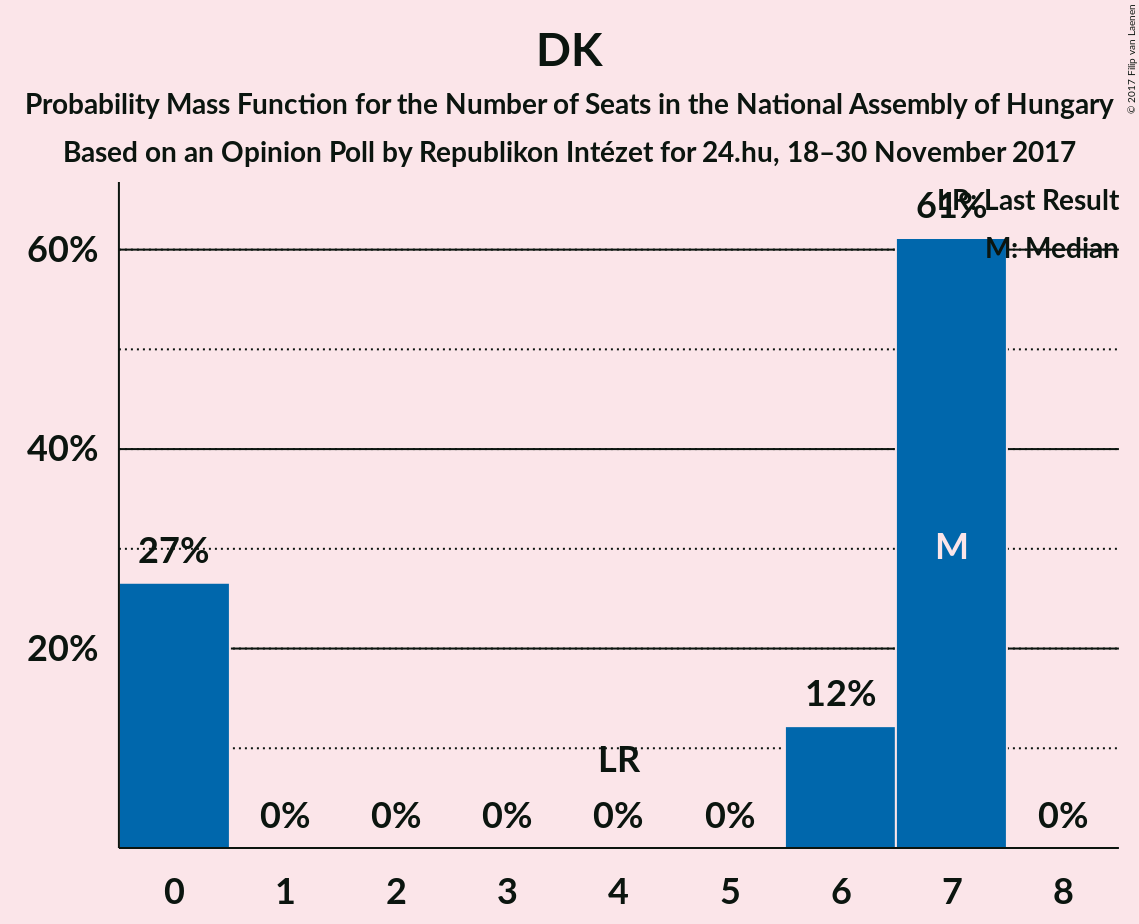 DK
Probability Mass Function for the Number of Seats in the National Assembly of Hungary
Based on an Opinion Poll by Republikon Intézet for 24.hu, 18–30 November 2017
© 2017 Filip van Laenen
LR: Last Result
M: Median
61%
60%
40%
20%
27%
0%
0%
0%
LR
0%
0%
12%
M
0%
0 1 2 3 4 5 6 7 8